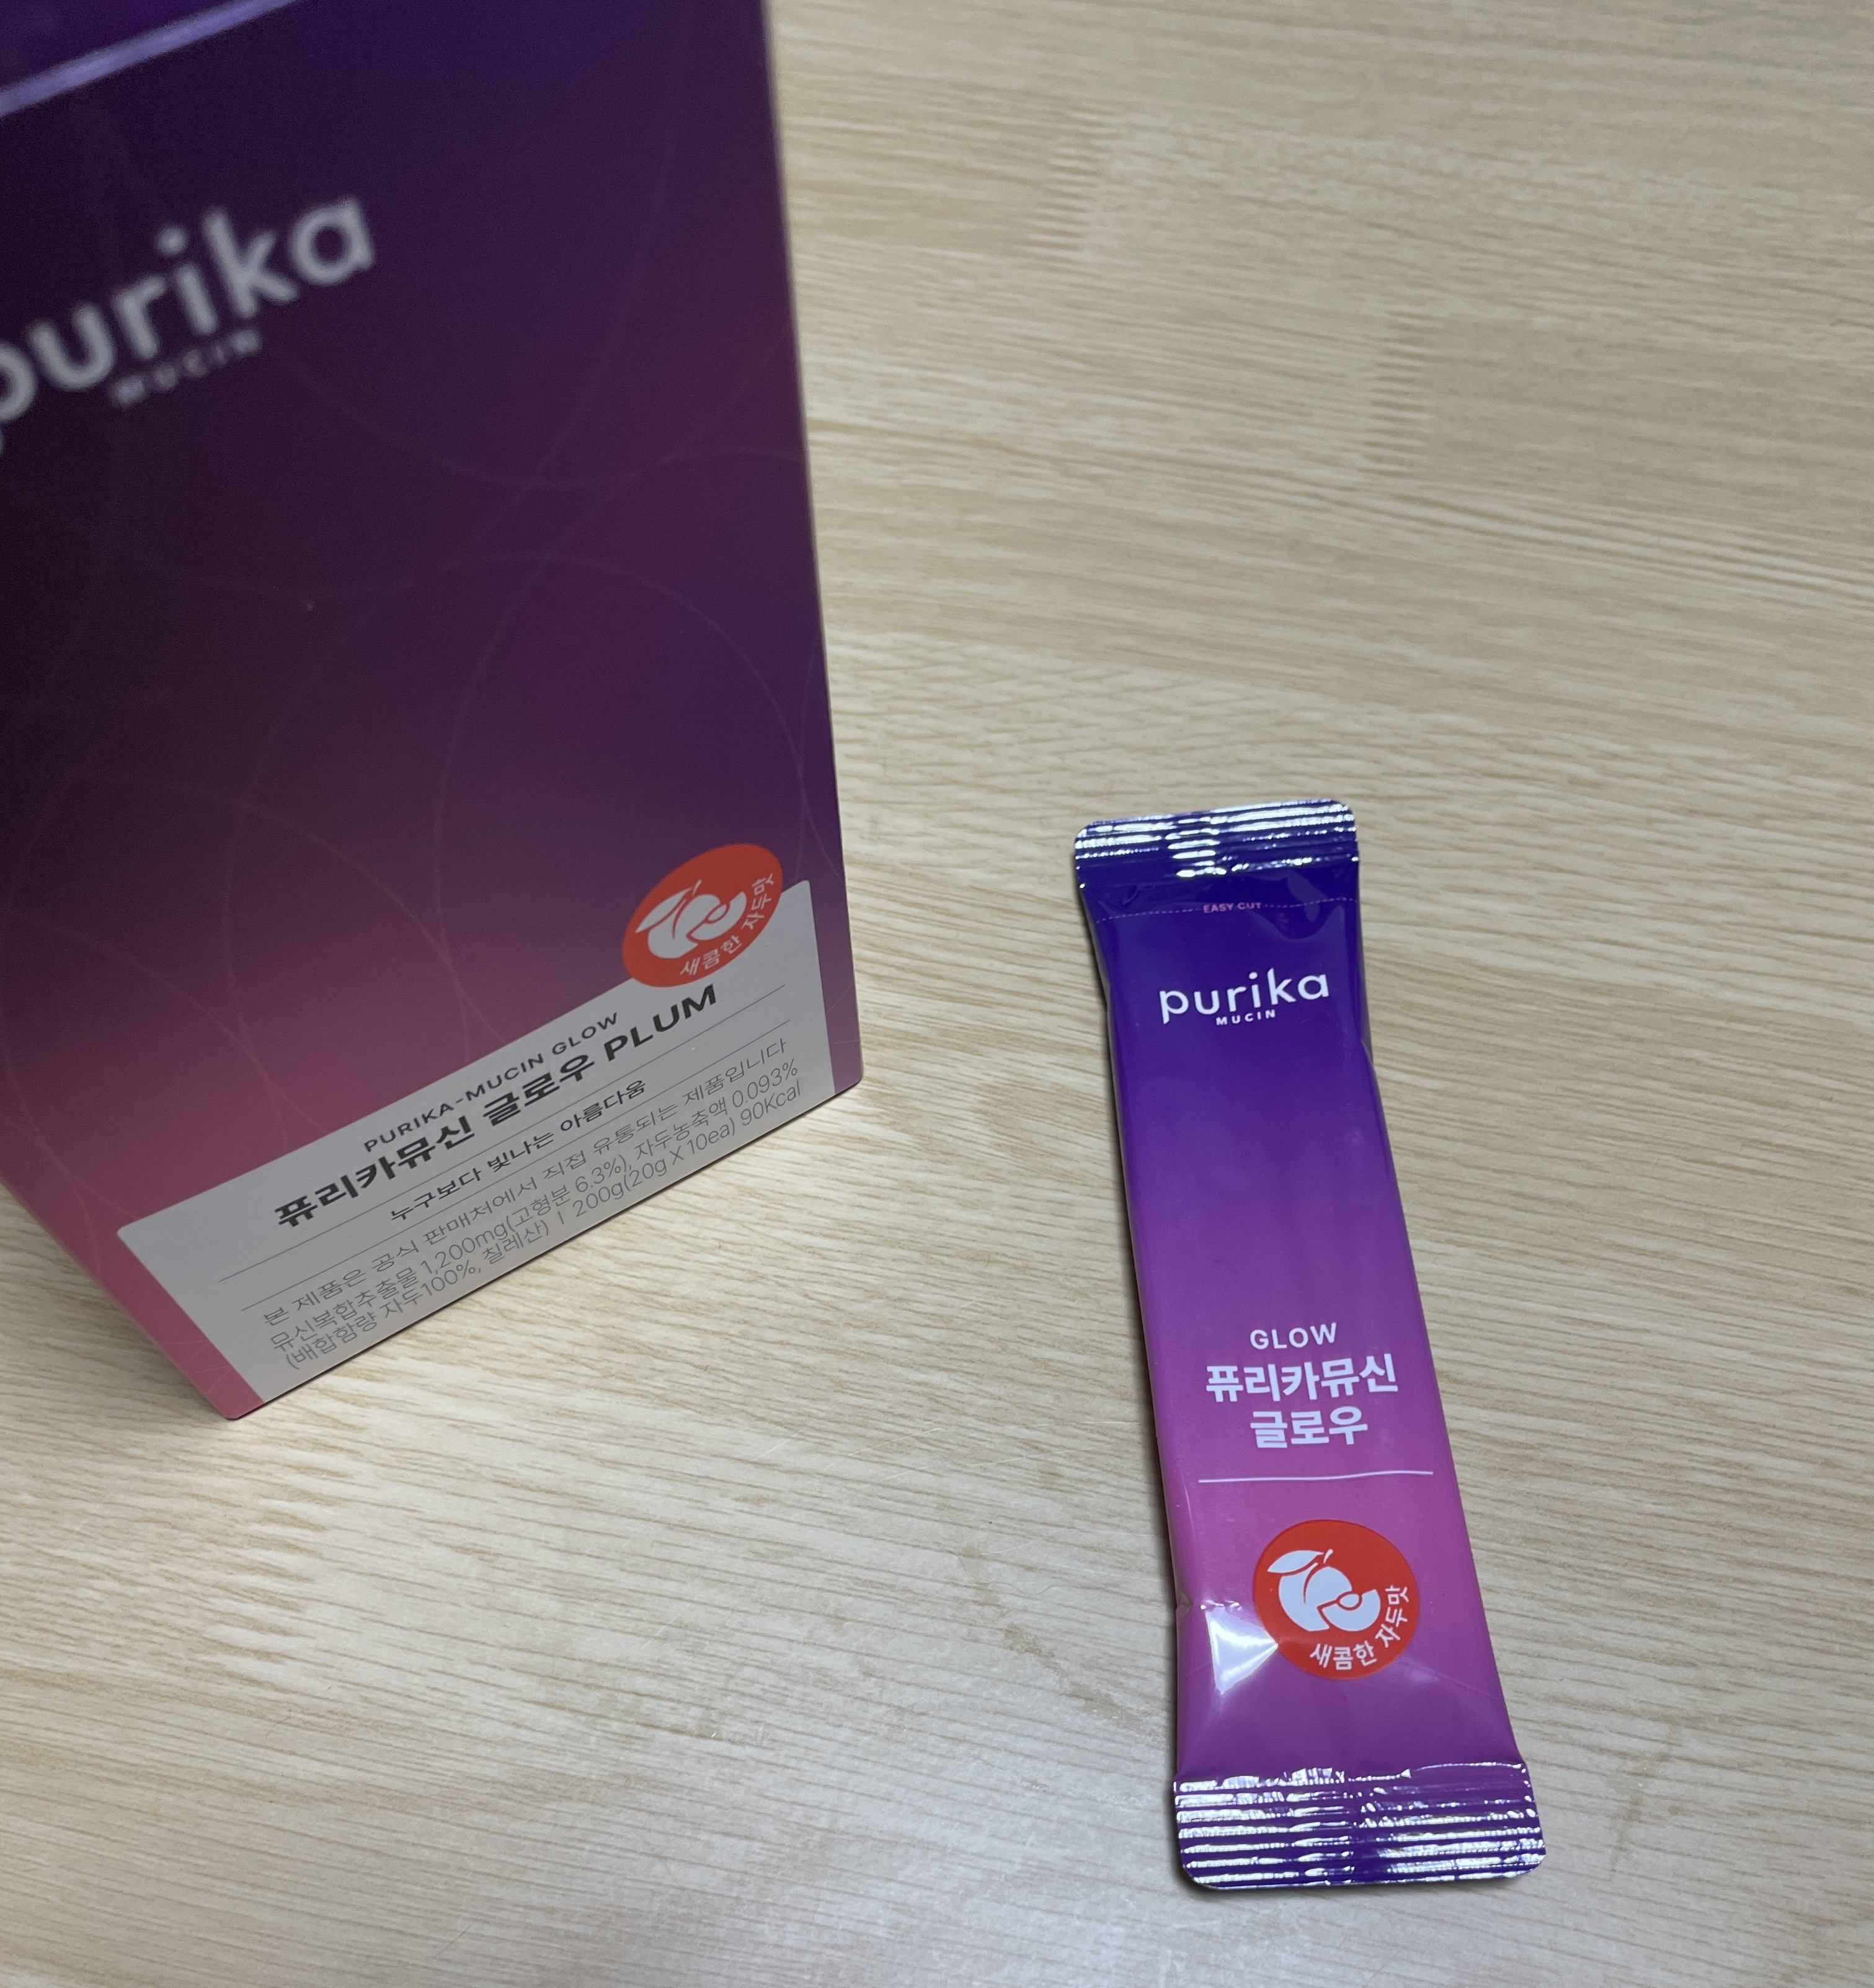 purika
MUCIN
새콤한 자두맛
PURIKA-MUCIN GLOW
퓨리카뮤신 글로우 PLUM
누구보다 빛나는 아름다움
본 제품은 공식 판매처에서 직접 유통되는 제품입니다
뮤신복합추출물 1,200mg(고형분 6.3%), 자두농축액 0.093%
(배합함량 자두100%, 칠레산) | 200g(20g X 10ea) 90Kcal
EASY CUT
purika
MUCIN
GLOW
퓨리카뮤신
글로우
새콤한 자두맛